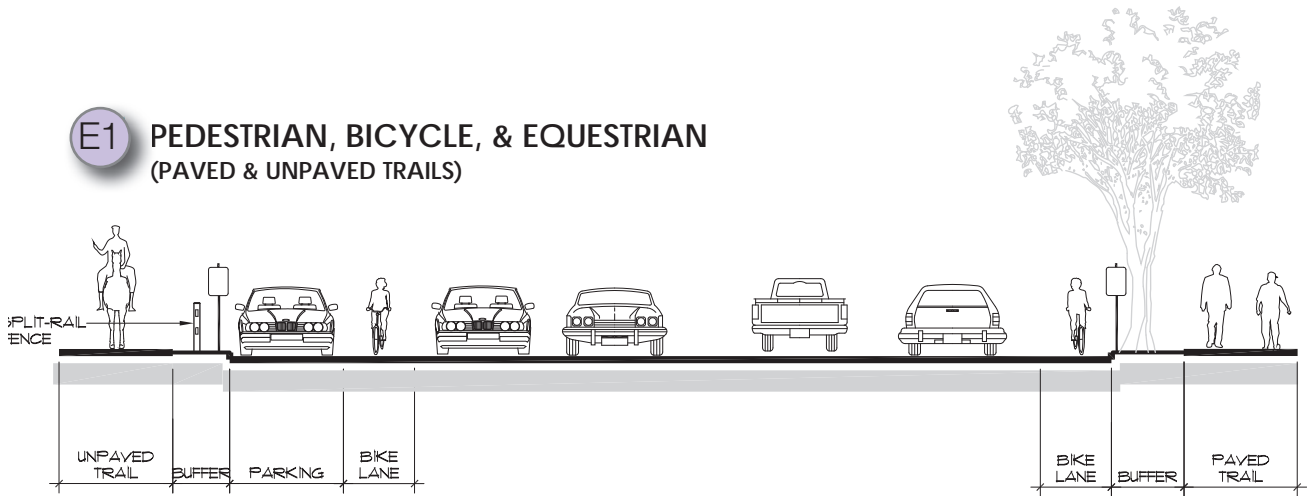 E1
PEDESTRIAN, BICYCLE, & EQUESTRIAN
(PAVED & UNPAVED TRAILS)
SPLIT-RAIL
ENCE
UNPAVED
TRAIL
BUFFER
PARKING
BIKE
LANE
BIKE
LANE
BUFFER
PAVED
TRAIL